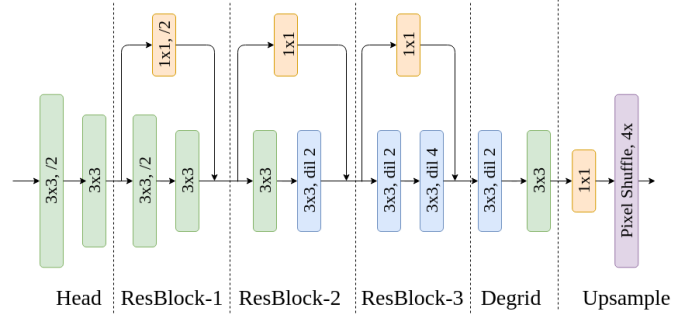 1x1, /2
1x1
1x1
3x3, /2
3x3
3x3, /2
3x3
3x3
3x3, dil 2
3x3, dil 2
3x3, dil 4
3x3, dil 2
3x3
1x1
Pixel Shuffle, 4x
Head
ResBlock-1
ResBlock-2
ResBlock-3
Degrid
Upsample